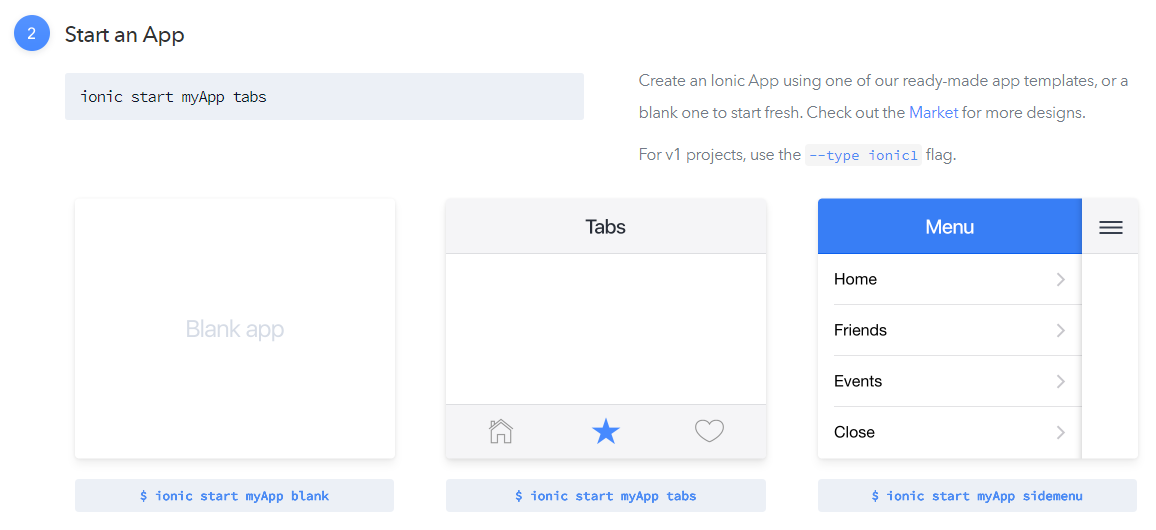 2
Start an App
ionic start myApp tabs
Create an Ionic App using one of our ready-made app templates, or a
blank one to start fresh. Check out the Market for more designs.
For v1 projects, use the --type ionic1 flag.
Blank app
Tabs
Menu
Home
Friends
Events
Close
$ ionic start myApp blank
$ ionic start myApp tabs
$ ionic start myApp sidemenu